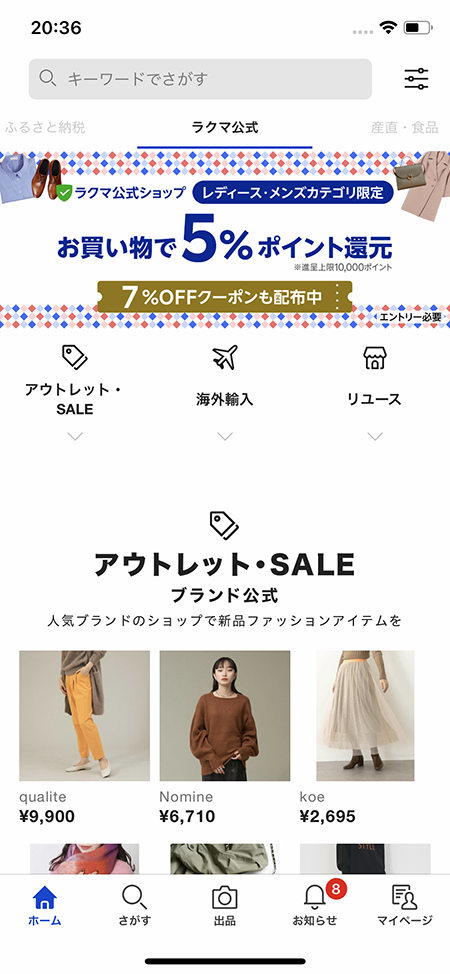 20:36
キーワードでさがす
ふるさと納税
ラクマ公式
産直・食品
ラクマ公式ショップ
レディース・メンズカテゴリ限定
お買い物で5%ポイント還元
※進呈上限10,000ポイント
7%OFFクーポンも配布中
エントリー必要
アウトレット・
SALE
海外輸入
リユース
アウトレット・SALE
ブランド公式
人気ブランドのショップで新品ファッションアイテムを
qualite
¥9,900
Nomine
¥6,710
koe
¥2,695
STYLE
ホーム
さがす
出品
8
お知らせ
マイページ